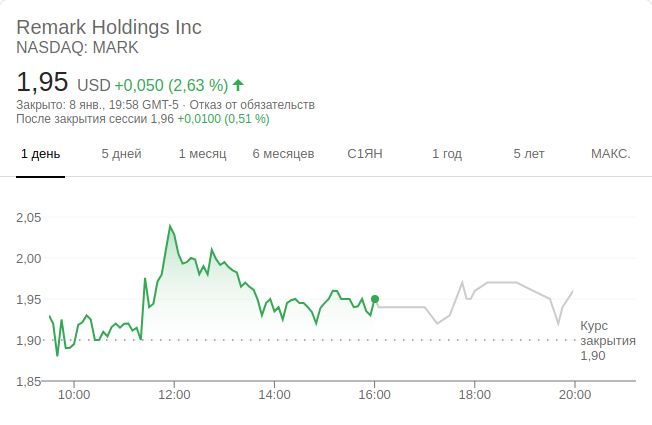 Remark Holdings Inc
NASDAQ: MARK
1,95 USD +0,050 (2,63 %)
Закрыто: 8 янв., 19:58 GMT-5 · Отказ от обязательств
После закрытия сессии 1,96 +0,0100 (0,51 %)
1 день 5 дней 1 месяц 6 месяцев С1ЯН 1 год 5 лет МАКС.
2,05
2,00
1,95
1,90
1,85
Курс
закрытия
1,90
10:00 12:00 14:00 16:00 18:00 20:00